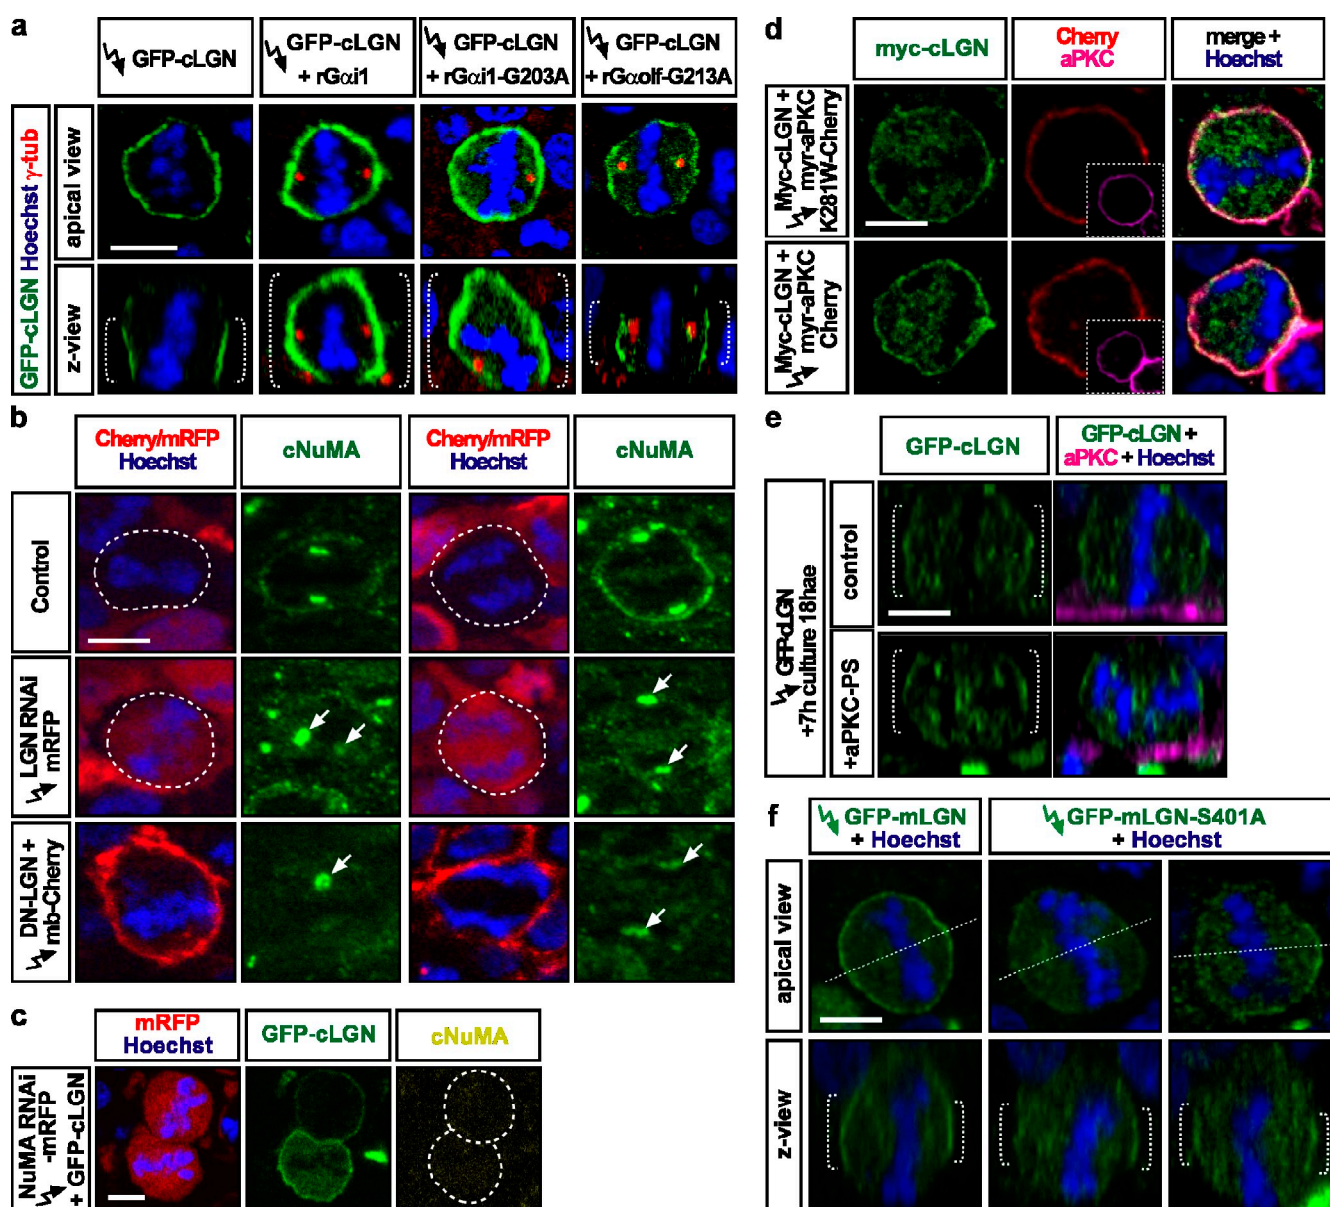 a
GFP-cLGN
GFP-cLGN
+ rGαi1
GFP-cLGN
+ rGαi1-G203A
GFP-cLGN
+ rGαolf-G213A
GFP-cLGN Hoechst γ-tub
apical view
z-view
b
Cherry/mRFP
Hoechst
cNuMA
Cherry/mRFP
Hoechst
cNuMA
Control
LGN RNAi
mRFP
DN-LGN +
mb-Cherry
c
mRFP
Hoechst
GFP-cLGN
cNuMA
NuMA RNAi
-mRFP
+ GFP-cLGN
d
myc-cLGN
Cherry
aPKC
merge +
Hoechst
Myc-cLGN +
myr-aPKC
K281W-Cherry
Myc-cLGN +
myr-aPKC
Cherry
e
GFP-cLGN
GFP-cLGN +
aPKC + Hoechst
GFP-cLGN
+7h culture 18hae
control
+aPKC-PS
f
GFP-mLGN
+ Hoechst
GFP-mLGN-S401A
+ Hoechst
apical view
z-view